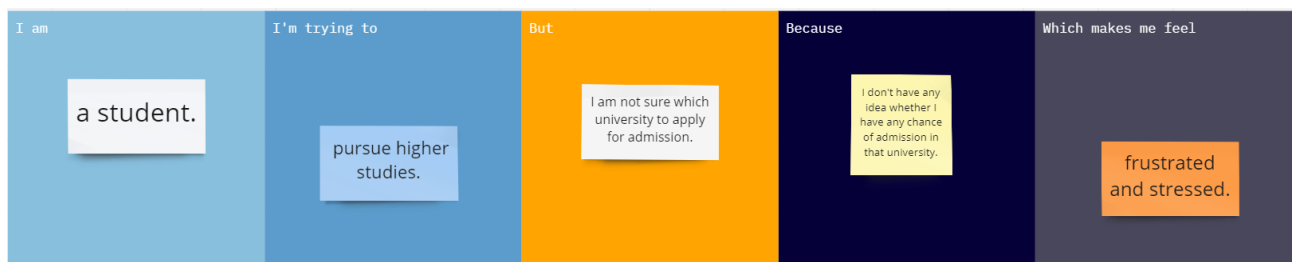 I am
a student.
I'm trying to
pursue higher
studies.
But
I am not sure which
university to apply
for admission.
Because
I don't have any
idea whether I
have any chance
of admission in
that university.
Which makes me feel
frustrated
and stressed.